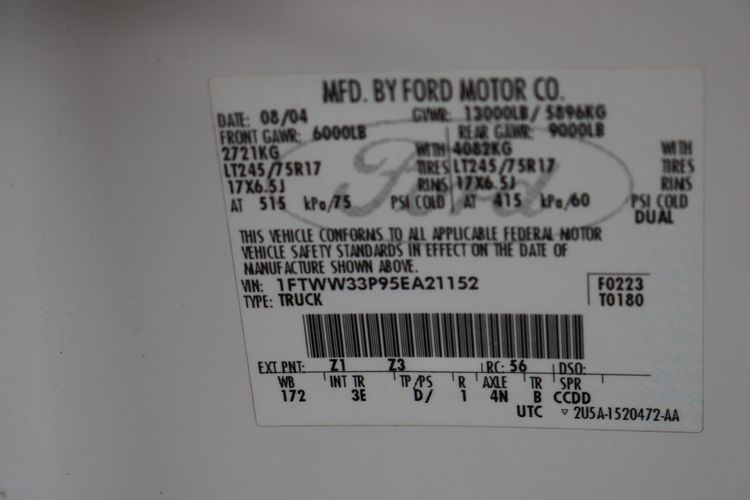 MFD. BY FORD MOTOR CO.
DATE: 08/04 GVWR: 13000LB/ 5896KG
FRONT GAWR: 6000LB REAR GAWR: 9000LB
2721KG WITH 4082KG WITH
LT245/75R17 TIRES LT245/75R17 TIRES
17X6.5J RIMS 17X6.5J RIMS
AT 515 kPa/75 PSI COLD AT 415 kPa/60 PSI COLD
DUAL
Ford
THIS VEHICLE CONFORMS TO ALL APPLICABLE FEDERAL MOTOR
VEHICLE SAFETY STANDARDS IN EFFECT ON THE DATE OF
MANUFACTURE SHOWN ABOVE.
VIN: 1FTWW33P95EA21152 F0223
TYPE: TRUCK T0180
EXT PNT: Z1 Z3 RC: 56 DSO:
WB INT TR TP/PS R AXLE TR SPR
172 3E D/ 1 4N B CCDD
UTC ▽ 2U5A-1520472-AA